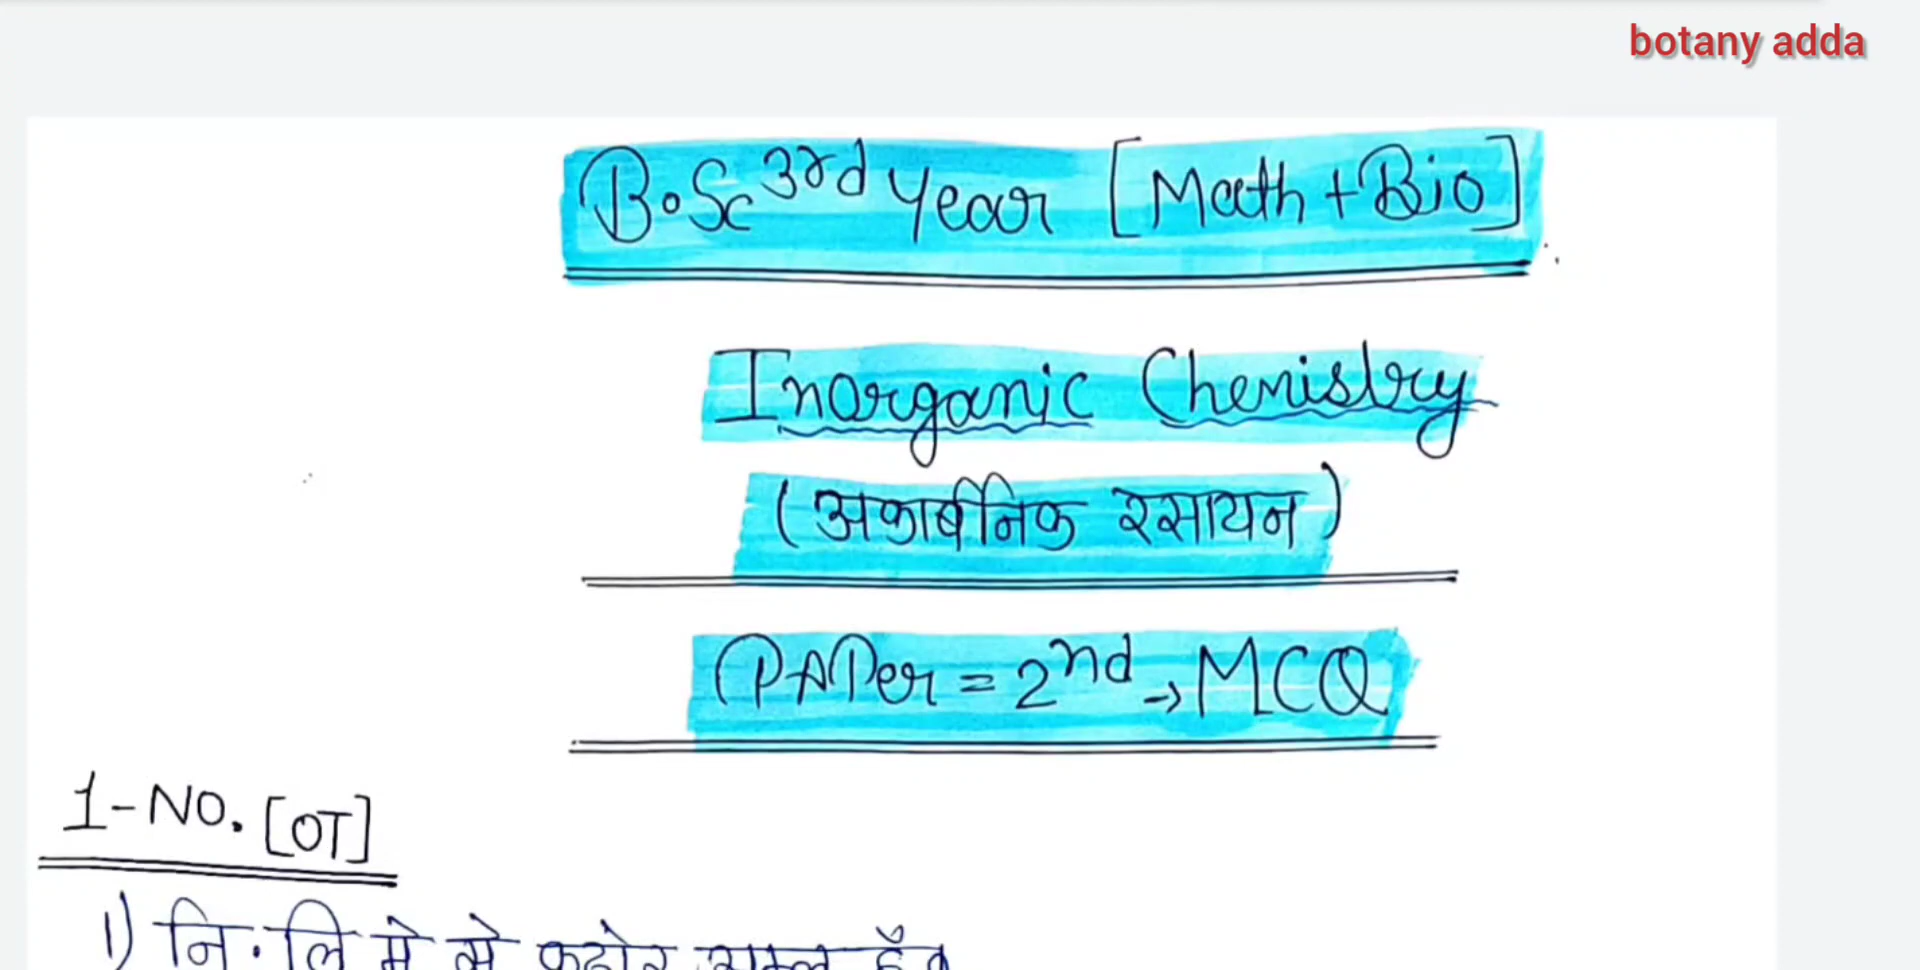 botany adda
B.Sc 3rd Year [Math + Bio]
Inorganic Chemistry
(अकार्बनिक रसायन)
PAPer = 2nd → MCQ
1 - NO. [OT]
1) नि. लि मे से कठोर अम्ल हैं